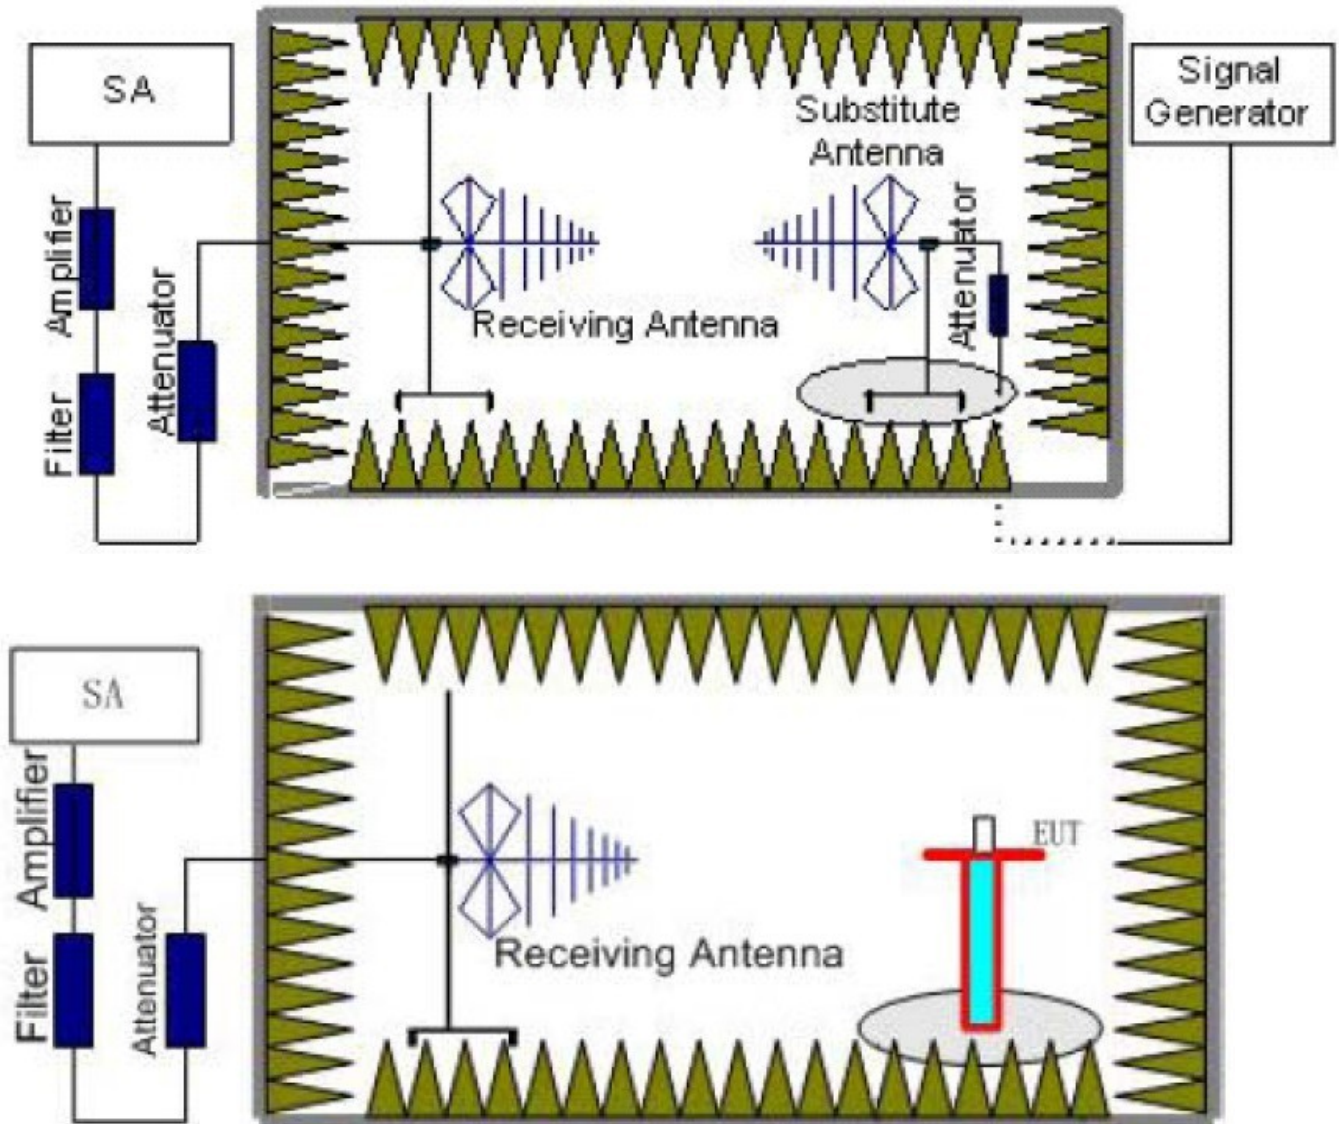 SA
Signal
Generator
Substitute
Antenna
Amplifier
Attenuator
Attenuator
Receiving Antenna
Filter
SA
Amplifier
EUT
Receiving Antenna
Filter
Attenuator